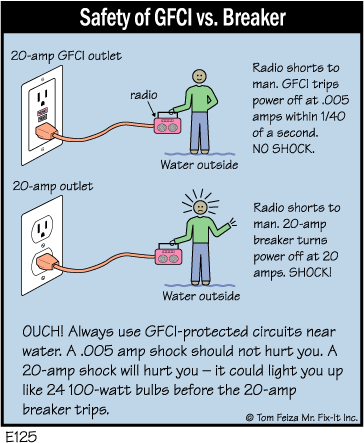 Safety of GFCI vs. Breaker
20-amp GFCI outlet
radio
Radio shorts to
man. GFCI trips
power off at .005
amps within 1/40
of a second.
NO SHOCK.
Water outside
20-amp outlet
Radio shorts to
man. 20-amp
breaker turns
power off at 20
amps. SHOCK!
Water outside
OUCH! Always use GFCI-protected circuits near
water. A .005 amp shock should not hurt you. A
20-amp shock will hurt you – it could light you up
like 24 100-watt bulbs before the 20-amp
breaker trips.
© Tom Feiza Mr. Fix-It Inc.
E125